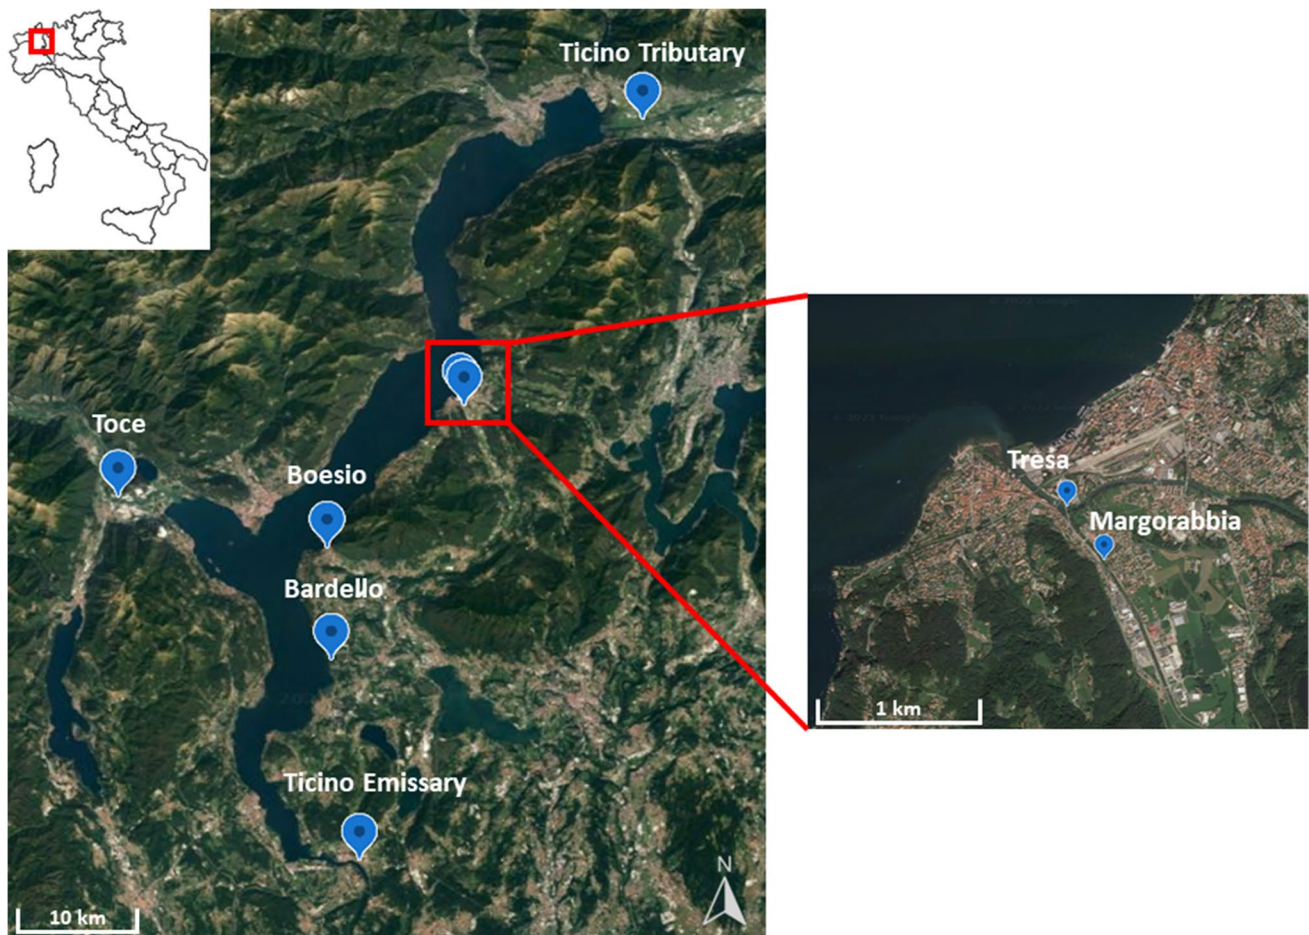 Ticino Tributary
Toce
Boesio
Bardello
Ticino Emissary
N
10 km
Tresa
Margorabbia
1 km